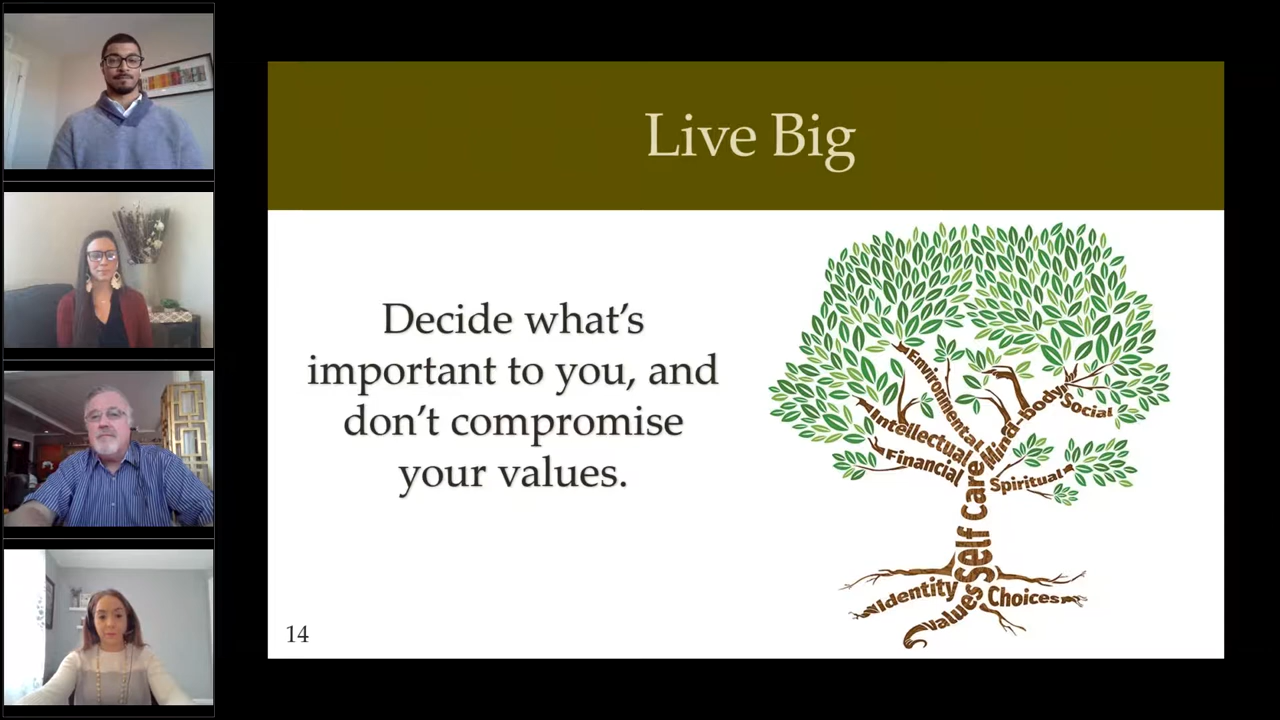 Live Big
Decide what's
important to you, and
don't compromise
your values.
Environmental
Intellectual
Financial
Mind-body
Social
Spiritual
Self care
Identity
Values
Choices
14